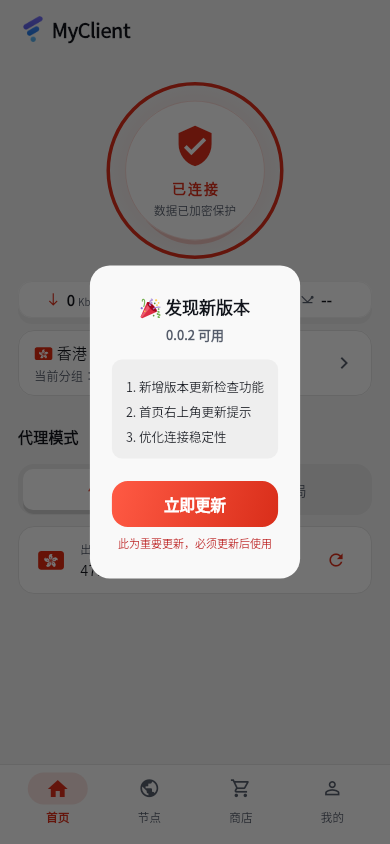 MyClient
已连接
数据已加密保护
0 Kb
--
香港
当前分组
🎉 发现新版本
0.0.2 可用
1. 新增版本更新检查功能
2. 首页右上角更新提示
3. 优化连接稳定性
立即更新
此为重要更新，必须更新后使用
代理模式
局
出
47
首页
节点
商店
我的